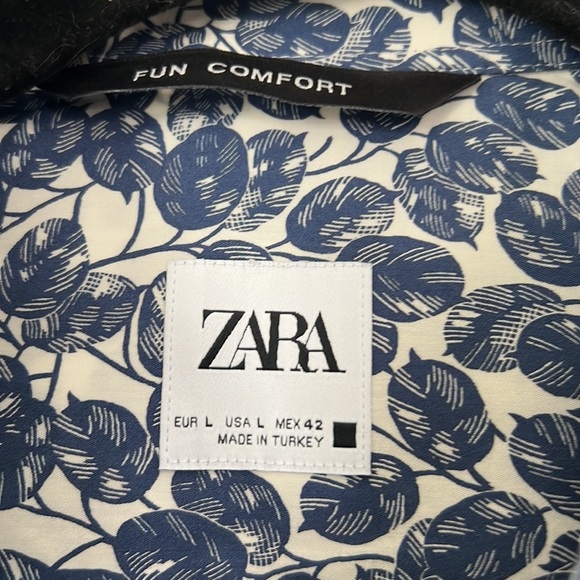 FUN COMFORT
ZARA
EUR L USA L MEX 42
MADE IN TURKEY